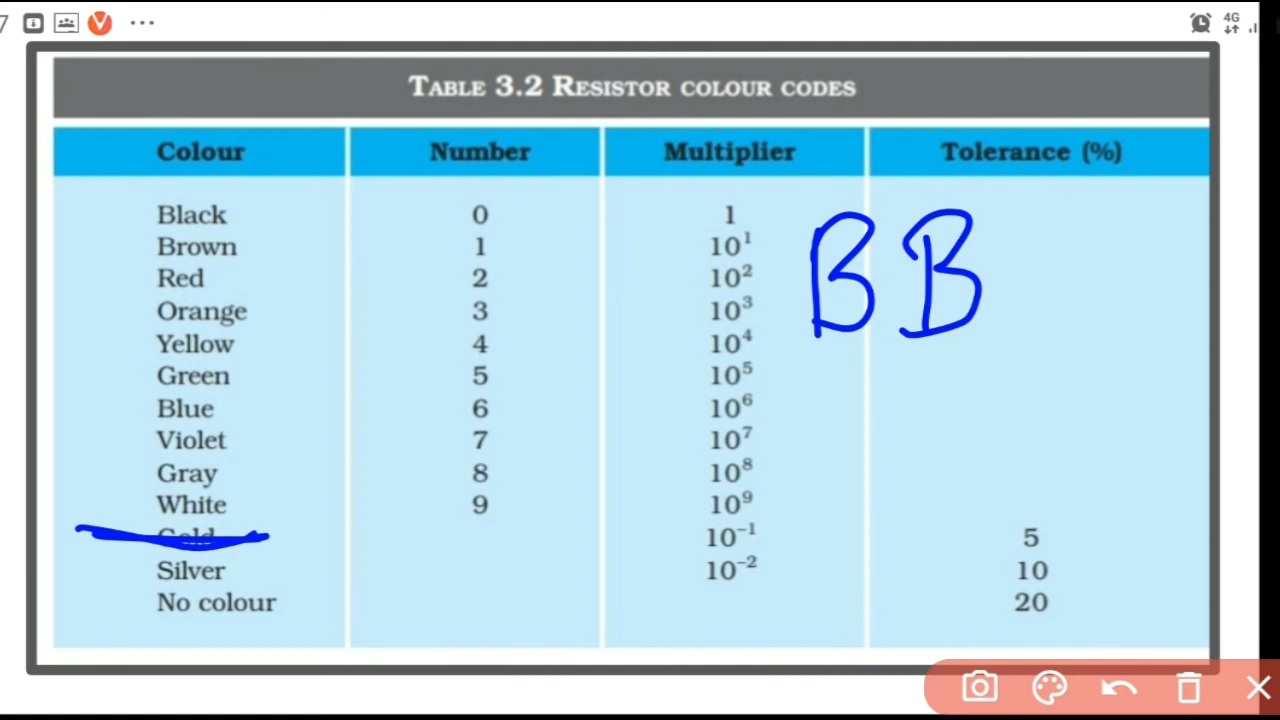 7 ... 4G
TABLE 3.2 RESISTOR COLOUR CODES
Colour Number Multiplier Tolerance (%)
Black 0 1
Brown 1 10¹
Red 2 10²
Orange 3 10³
Yellow 4 10⁴
Green 5 10⁵
Blue 6 10⁶
Violet 7 10⁷
Gray 8 10⁸
White 9 10⁹
Gold 10⁻¹ 5
Silver 10⁻² 10
No colour 20
B B